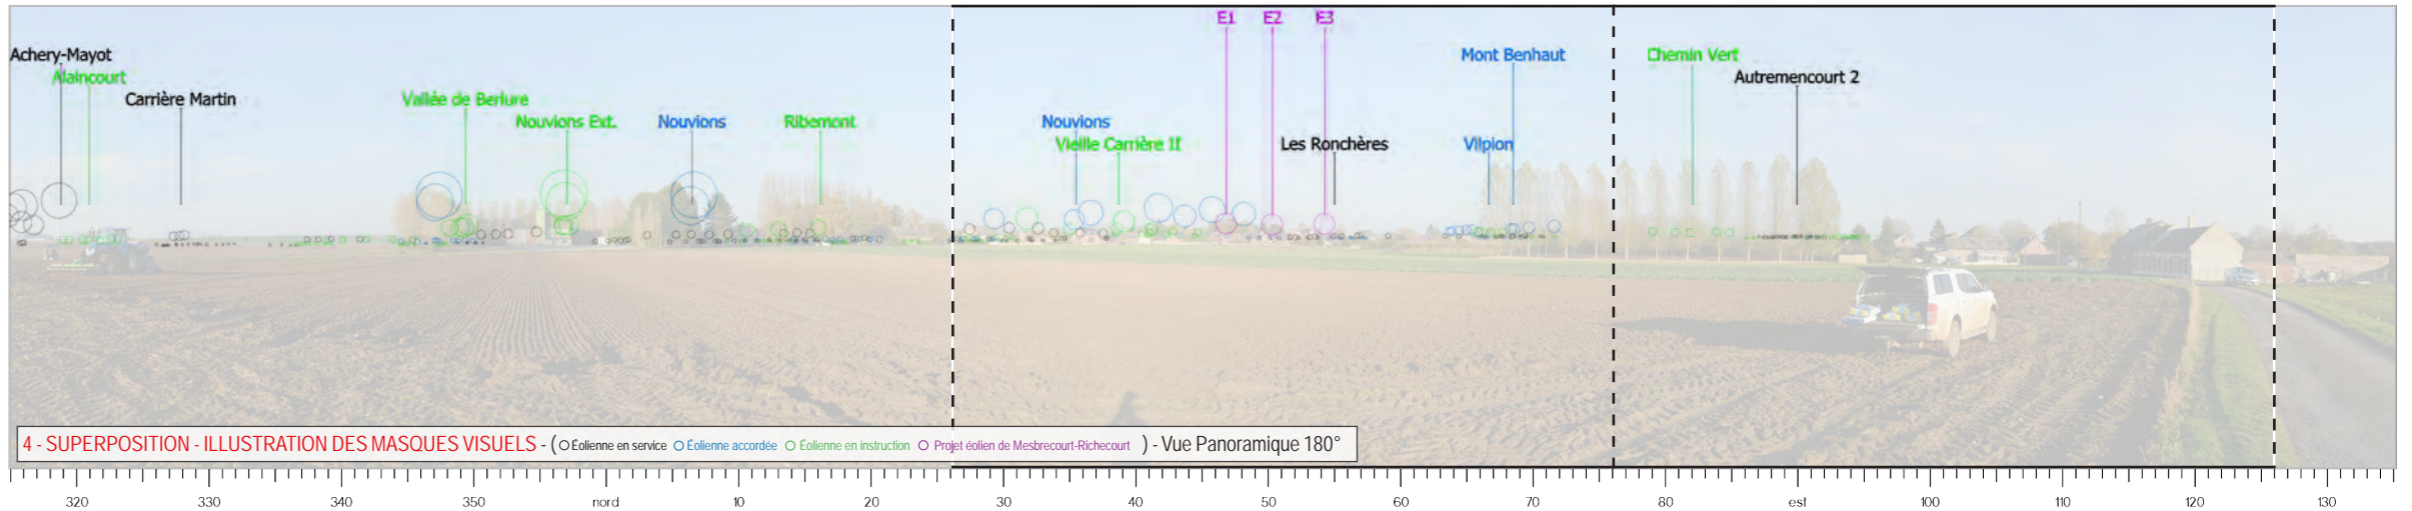 E1 E2 E3
Achery-Mayot
Mont Benhaut
Chemin Vert
Alaincourt
Autremencourt 2
Carrière Martin
Vallée de Berlure
Nouvions Ext.
Nouvions
Ribemont
Nouvions
Vieille Carrière II
Les Ronchères
Vilpion
4 - SUPERPOSITION - ILLUSTRATION DES MASQUES VISUELS - ( Éolienne en service Éolienne accordée Éolienne en instruction Projet éolien de Mesbrecourt-Richecourt ) - Vue Panoramique 180°
320 330 340 350 nord 10 20 30 40 50 60 70 80 est 100 110 120 130